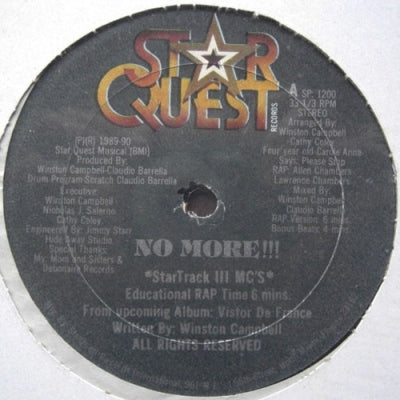 STAR
QUEST
RECORDS
(P)(R) 1989-90
Star Quest Musical (BMI)
Produced By
Winston Campbell-Claudio Barrella
Drum Program-Scratch Claudio Barrella
Executive:
Winston Campbell
Nicholas J. Salerno
Cathy Coley
Engineered By: Jimmy Starr
Hide Away Studio
Special Thanks:
My: Mom and Sisters &
Debonaire Records
A SP: 1200
33 1/3 RPM
STEREO
Arranged By:
Winston Campbell
Cathy Coley
Four year old Carlie Anna
Says: Please Stop
RAP: Allen Chambers
Lawrence Chambers
Mixed By:
Winston Campbell
Claudio Barrella
RAP Version: 6 min.
Bonus Beats: 4 min.
NO MORE!!!
*StarTrack III MC'S*
Educational RAP Time 6 mins.
From upcoming Album: Vistor De France
Written By: Winston Campbell
ALL RIGHTS RESERVED